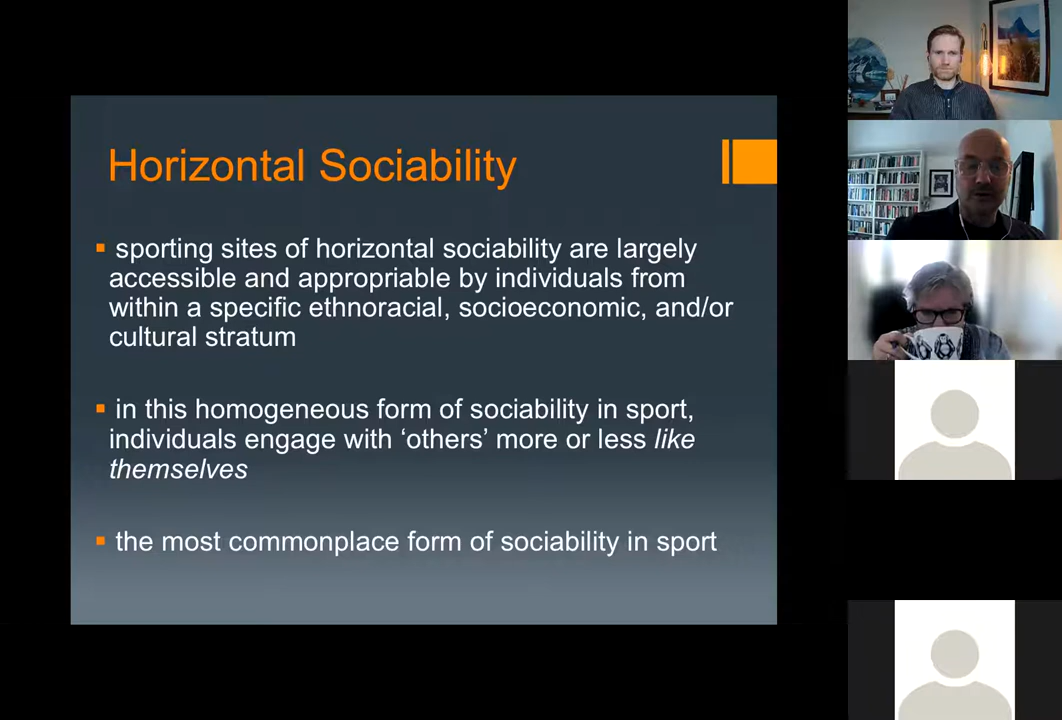 Horizontal Sociability
▪ sporting sites of horizontal sociability are largely
accessible and appropriable by individuals from
within a specific ethnoracial, socioeconomic, and/or
cultural stratum
▪ in this homogeneous form of sociability in sport,
individuals engage with ‘others’ more or less like
themselves
▪ the most commonplace form of sociability in sport